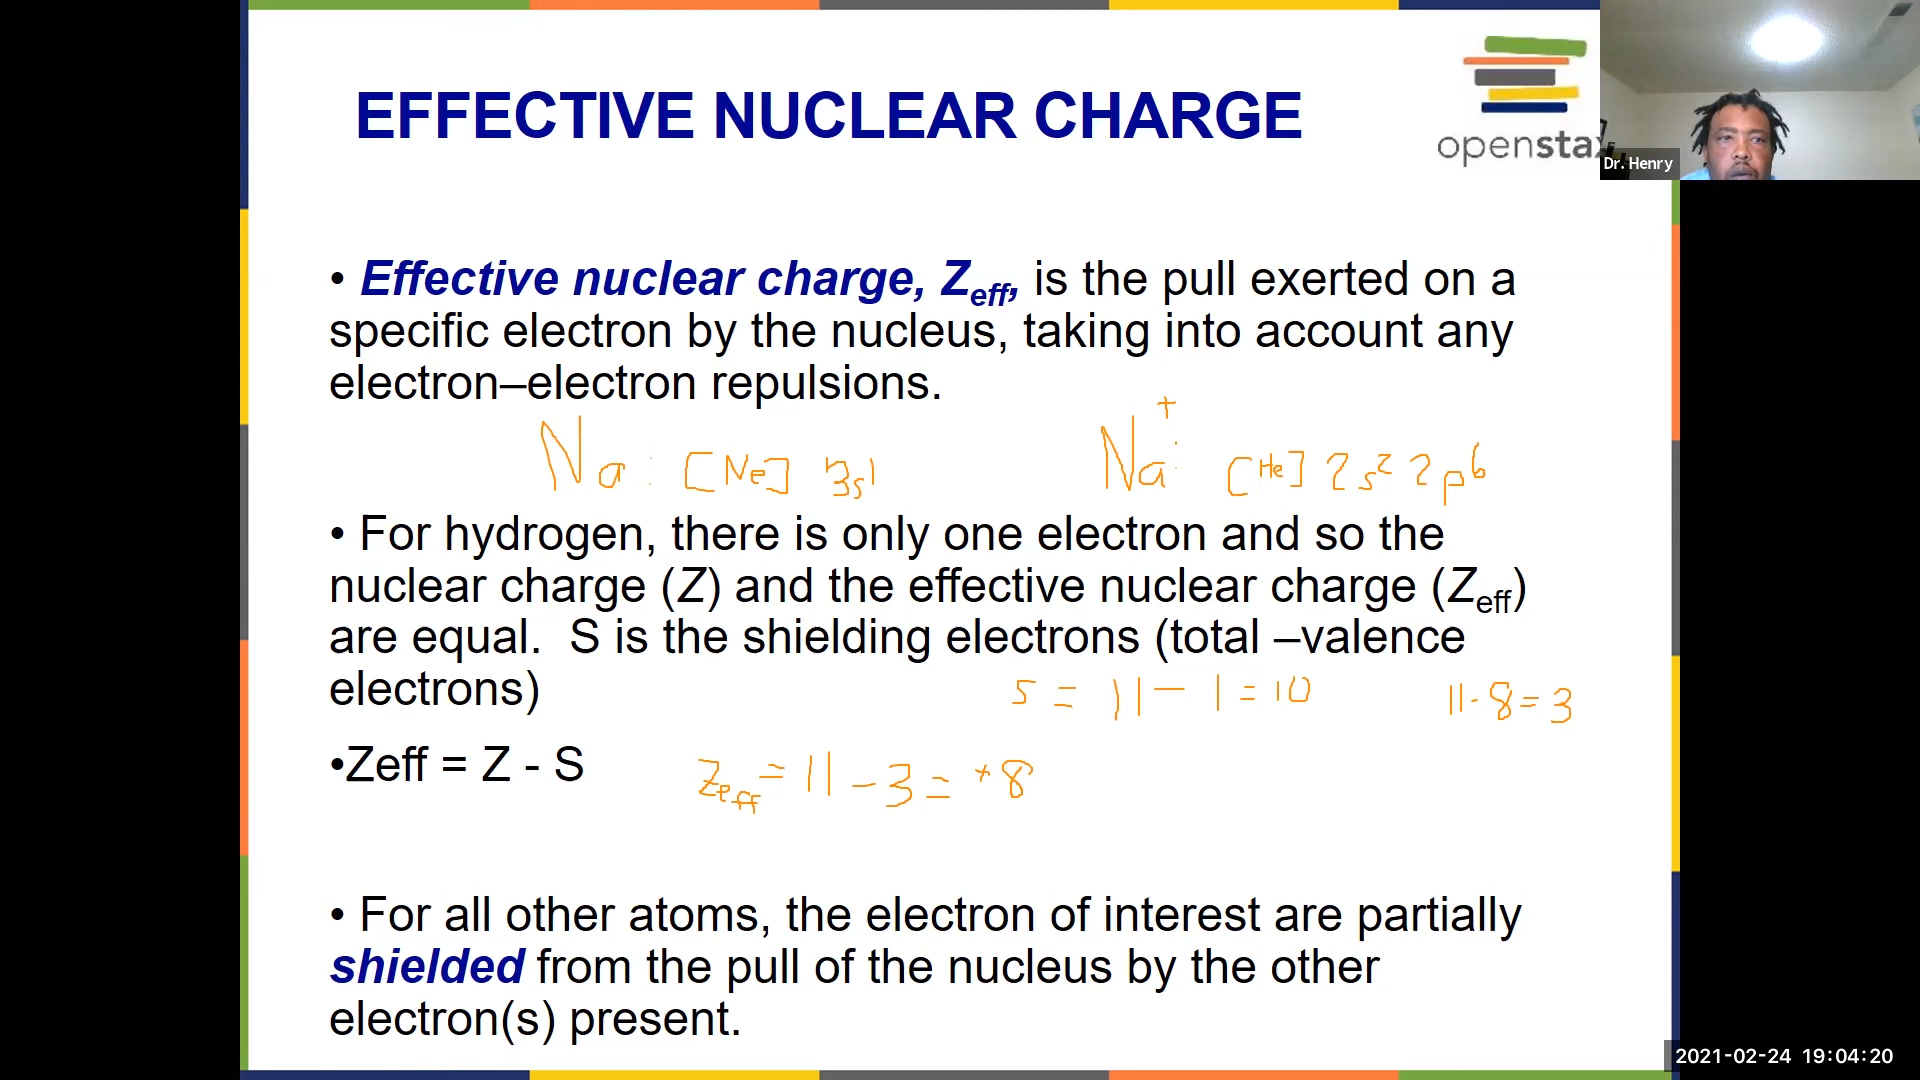 EFFECTIVE NUCLEAR CHARGE
openstax
Dr. Henry
• Effective nuclear charge, Zeff, is the pull exerted on a
specific electron by the nucleus, taking into account any
electron–electron repulsions.
Na: [Ne] 3s¹
Na⁺: [He] 2s² 2p⁶
• For hydrogen, there is only one electron and so the
nuclear charge (Z) and the effective nuclear charge (Zeff)
are equal. S is the shielding electrons (total –valence
electrons)
S = 11 – 1 = 10
11 - 8 = 3
•Zeff = Z - S
Zeff = 11 – 3 = +8
• For all other atoms, the electron of interest are partially
shielded from the pull of the nucleus by the other
electron(s) present.
2021-02-24 19:04:20